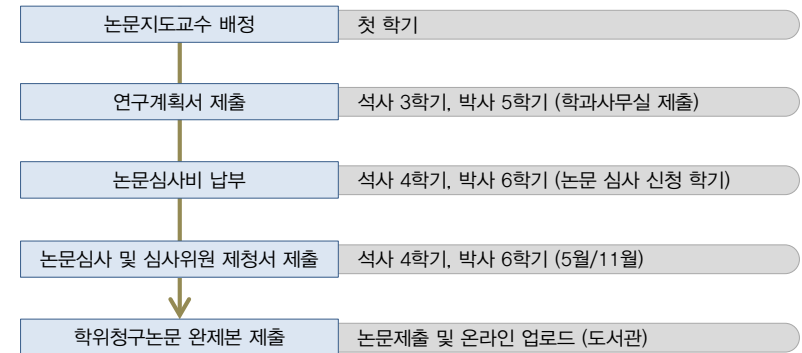 논문지도교수 배정
첫 학기
연구계획서 제출
석사 3학기, 박사 5학기 (학과사무실 제출)
논문심사비 납부
석사 4학기, 박사 6학기 (논문 심사 신청 학기)
논문심사 및 심사위원 제청서 제출
석사 4학기, 박사 6학기 (5월/11월)
학위청구논문 완제본 제출
논문제출 및 온라인 업로드 (도서관)